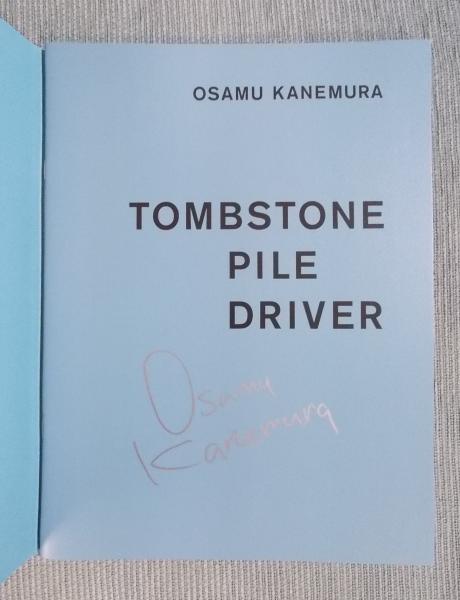 OSAMU KANEMURA
TOMBSTONE
PILE
DRIVER
Osamu
Kanemura